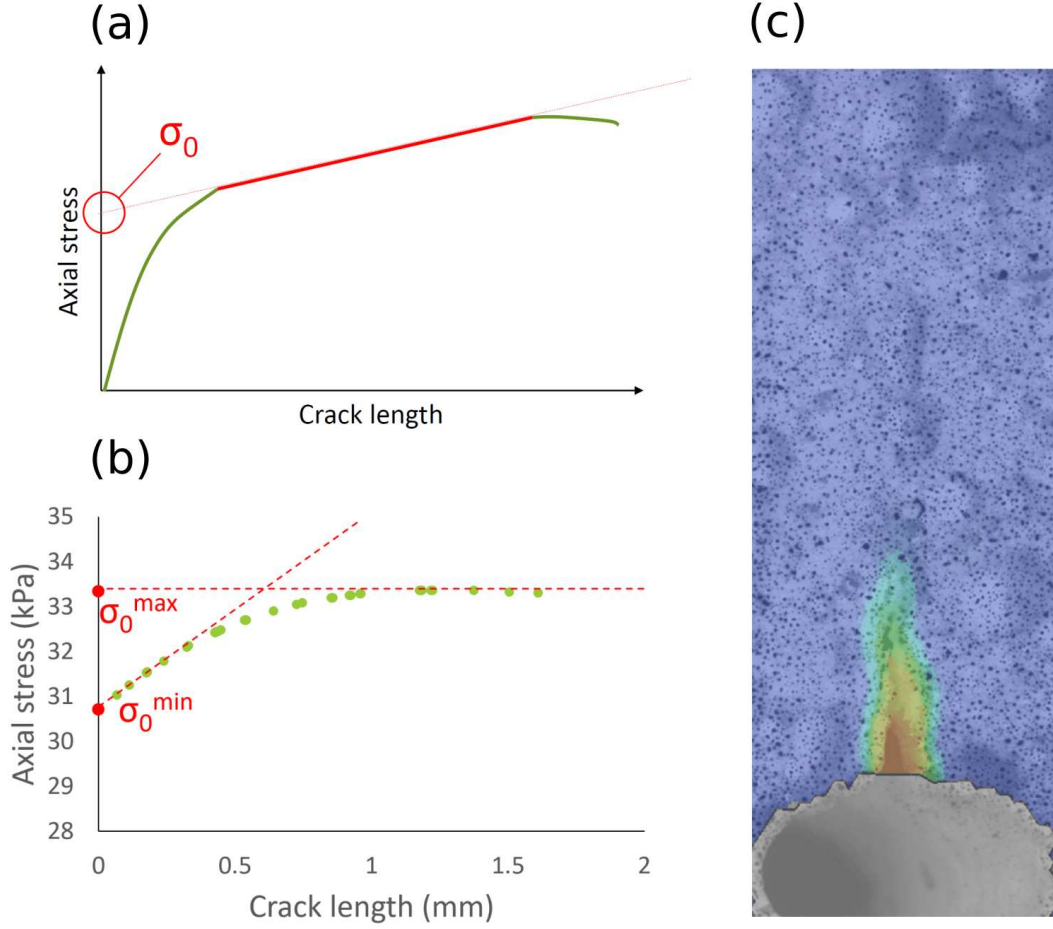 (a)
σ0
Axial stress
Crack length
(b)
35
34
33
32
31
30
29
28
σ0max
σ0min
Axial stress (kPa)
0
0.5
1
1.5
2
Crack length (mm)
(c)